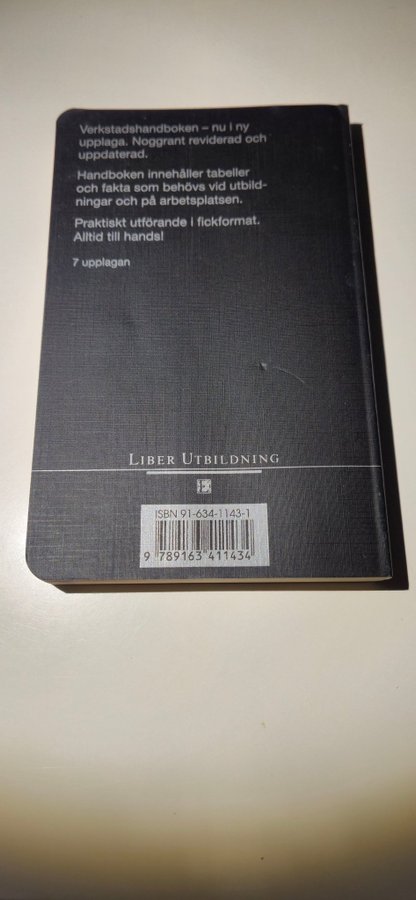 Verkstadshandboken – nu i ny
upplaga. Noggrant reviderad och
uppdaterad.
Handboken innehåller tabeller
och fakta som behövs vid utbild-
ningar och på arbetsplatsen.
Praktiskt utförande i fickformat.
Alltid till hands!
7 upplagan
LIBER UTBILDNING
ISBN 91-634-1143-1
9 789163 411434